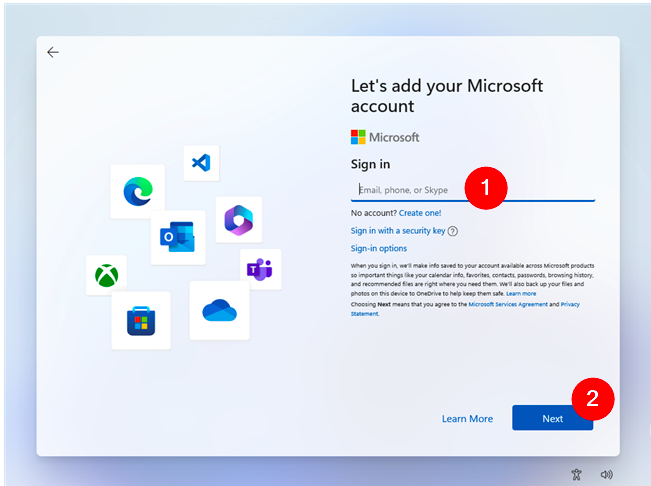 Let's add your Microsoft
account
Microsoft
Sign in
Email, phone, or Skype
1
No account? Create one!
Sign in with a security key ?
Sign-in options
When you sign in, we'll make info saved to your account available across Microsoft products
so important things like your calendar info, favorites, contacts, passwords, browsing history,
and recommended files are right where you need them. We'll also back up your files and
photos on this device to OneDrive to help keep them safe. Learn more
Choosing Next means that you agree to the Microsoft Services Agreement and Privacy
Statement.
2
Learn More
Next